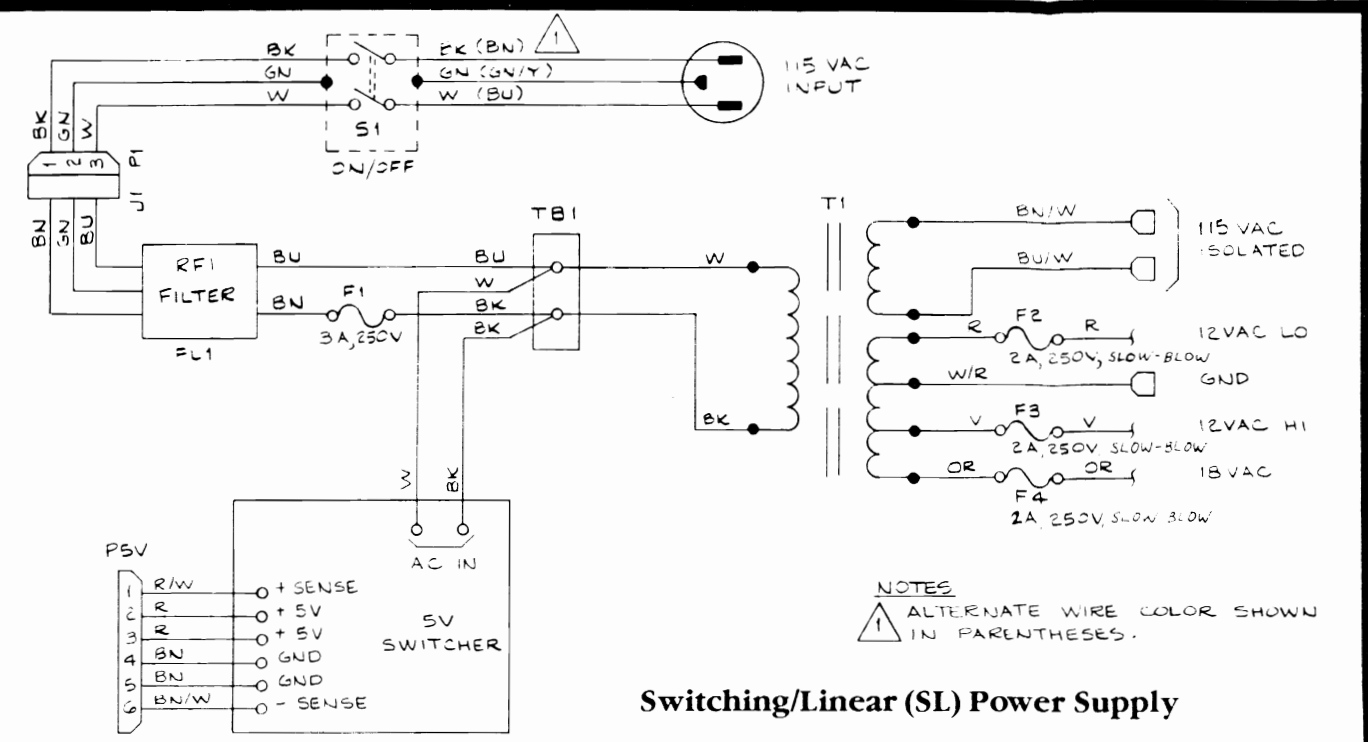 BK
GN
W
S1
ON/OFF
BK (BN)
1
GN (GN/Y)
W (BU)
115 VAC
INPUT
BK
GN
W
1 2 3
P1
J1
BN
GN
BU
RFI
FILTER
FL1
BU
BN
F1
3A, 250V
BU
W
BK
BK
TB1
W
BK
T1
BN/W
BU/W
115 VAC
ISOLATED
R
F2
R
2A, 250V, SLOW-BLOW
12VAC LO
W/R
GND
V
F3
V
2A, 250V, SLOW-BLOW
12VAC HI
OR
OR
18VAC
F4
2A, 250V, SLOW BLOW
W
BK
AC IN
5V
SWITCHER
P5V
1 R/W + SENSE
2 R + 5V
3 R + 5V
4 BN GND
5 BN GND
6 BN/W - SENSE
NOTES
1 ALTERNATE WIRE COLOR SHOWN
IN PARENTHESES.
Switching/Linear (SL) Power Supply